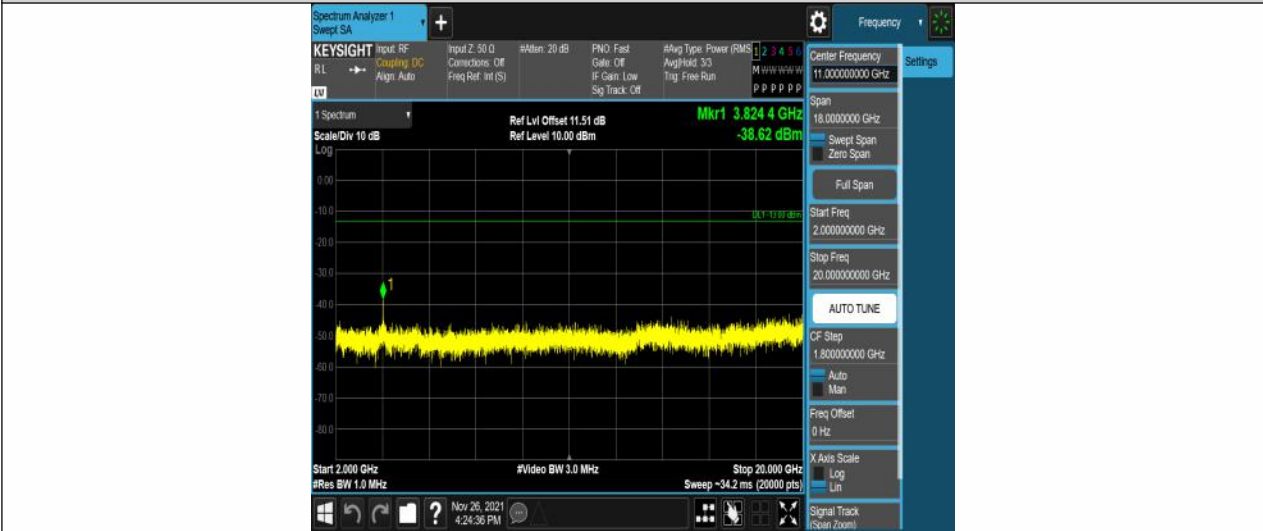 Spectrum Analyzer 1
Swept SA
+
Frequency
KEYSIGHT Input: RF Input Z: 50 Ω #Atten: 20 dB PNO: Fast #Avg Type: Power (RMS 1 2 3 4 5 6
RL Coupling: DC Corrections: Off Gate: Off Avg|Hold: 3/3 M W W W W W
Align: Auto Freq Ref: Int (S) IF Gain: Low Trig: Free Run
Sig Track: Off P P P P P P
LXI
1 Spectrum
Ref Lvl Offset 11.51 dB
Mkr1 3.824 4 GHz
Scale/Div 10 dB
Ref Level 10.00 dBm
-38.62 dBm
Log
0.00
-10.0
DL1 -13.00 dBm
-20.0
-30.0
1
-40.0
-50.0
-60.0
-70.0
-80.0
Start 2.000 GHz
#Video BW 3.0 MHz
Stop 20.000 GHz
#Res BW 1.0 MHz
Sweep ~34.2 ms (20000 pts)
?
Nov 26, 2021
4:24:36 PM
Center Frequency
11.000000000 GHz
Settings
Span
18.0000000 GHz
Swept Span
Zero Span
Full Span
Start Freq
2.000000000 GHz
Stop Freq
20.000000000 GHz
AUTO TUNE
CF Step
1.800000000 GHz
Auto
Man
Freq Offset
0 Hz
X Axis Scale
Log
Lin
Signal Track
(Span Zoom)